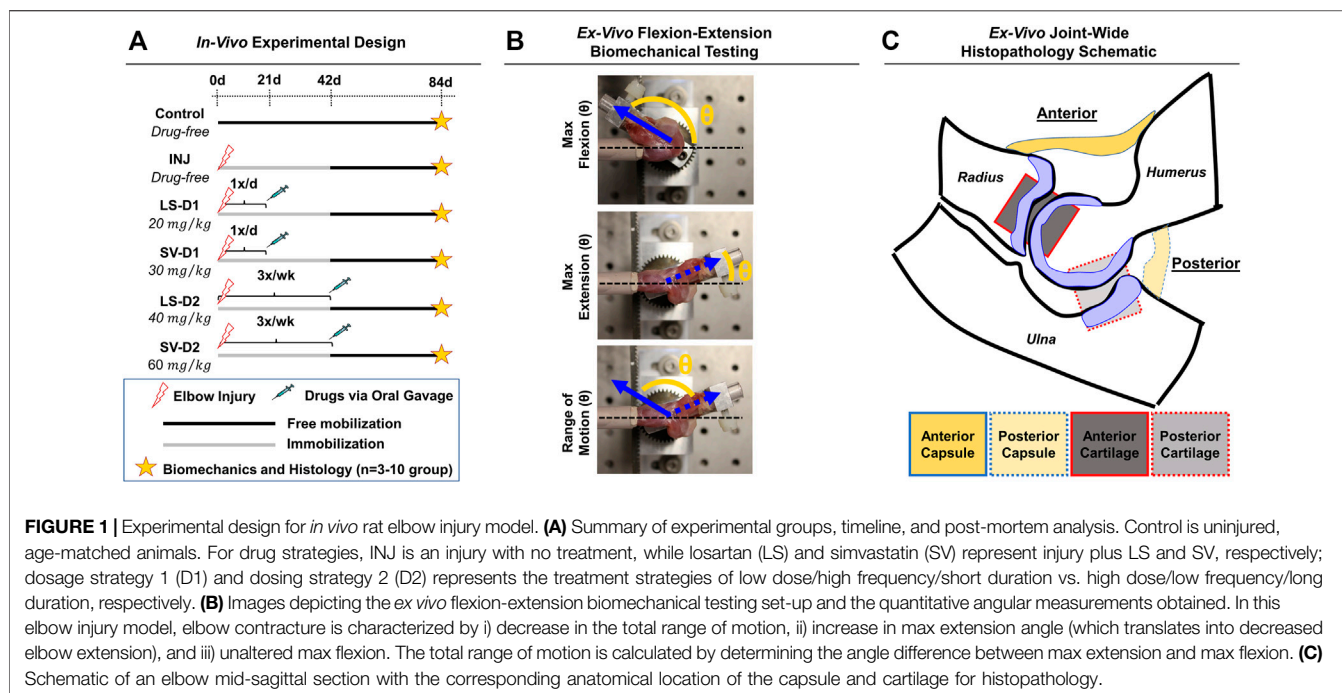 A
In-Vivo Experimental Design
0d 21d 42d 84d
Control
Drug-free
INJ
Drug-free
1x/d
LS-D1
20 mg/kg
1x/d
SV-D1
30 mg/kg
3x/wk
LS-D2
40 mg/kg
3x/wk
SV-D2
60 mg/kg
Elbow Injury Drugs via Oral Gavage
Free mobilization
Immobilization
Biomechanics and Histology (n=3-10 group)
B
Ex-Vivo Flexion-Extension
Biomechanical Testing
Max
Flexion (θ)
θ
Max
Extension (θ)
θ
Range of
Motion (θ)
θ
C
Ex-Vivo Joint-Wide
Histopathology Schematic
Anterior
Radius
Humerus
Posterior
Ulna
Anterior
Capsule
Posterior
Capsule
Anterior
Cartilage
Posterior
Cartilage
FIGURE 1 | Experimental design for in vivo rat elbow injury model. (A) Summary of experimental groups, timeline, and post-mortem analysis. Control is uninjured,
age-matched animals. For drug strategies, INJ is an injury with no treatment, while losartan (LS) and simvastatin (SV) represent injury plus LS and SV, respectively;
dosage strategy 1 (D1) and dosing strategy 2 (D2) represents the treatment strategies of low dose/high frequency/short duration vs. high dose/low frequency/long
duration, respectively. (B) Images depicting the ex vivo flexion-extension biomechanical testing set-up and the quantitative angular measurements obtained. In this
elbow injury model, elbow contracture is characterized by i) decrease in the total range of motion, ii) increase in max extension angle (which translates into decreased
elbow extension), and iii) unaltered max flexion. The total range of motion is calculated by determining the angle difference between max extension and max flexion. (C)
Schematic of an elbow mid-sagittal section with the corresponding anatomical location of the capsule and cartilage for histopathology.